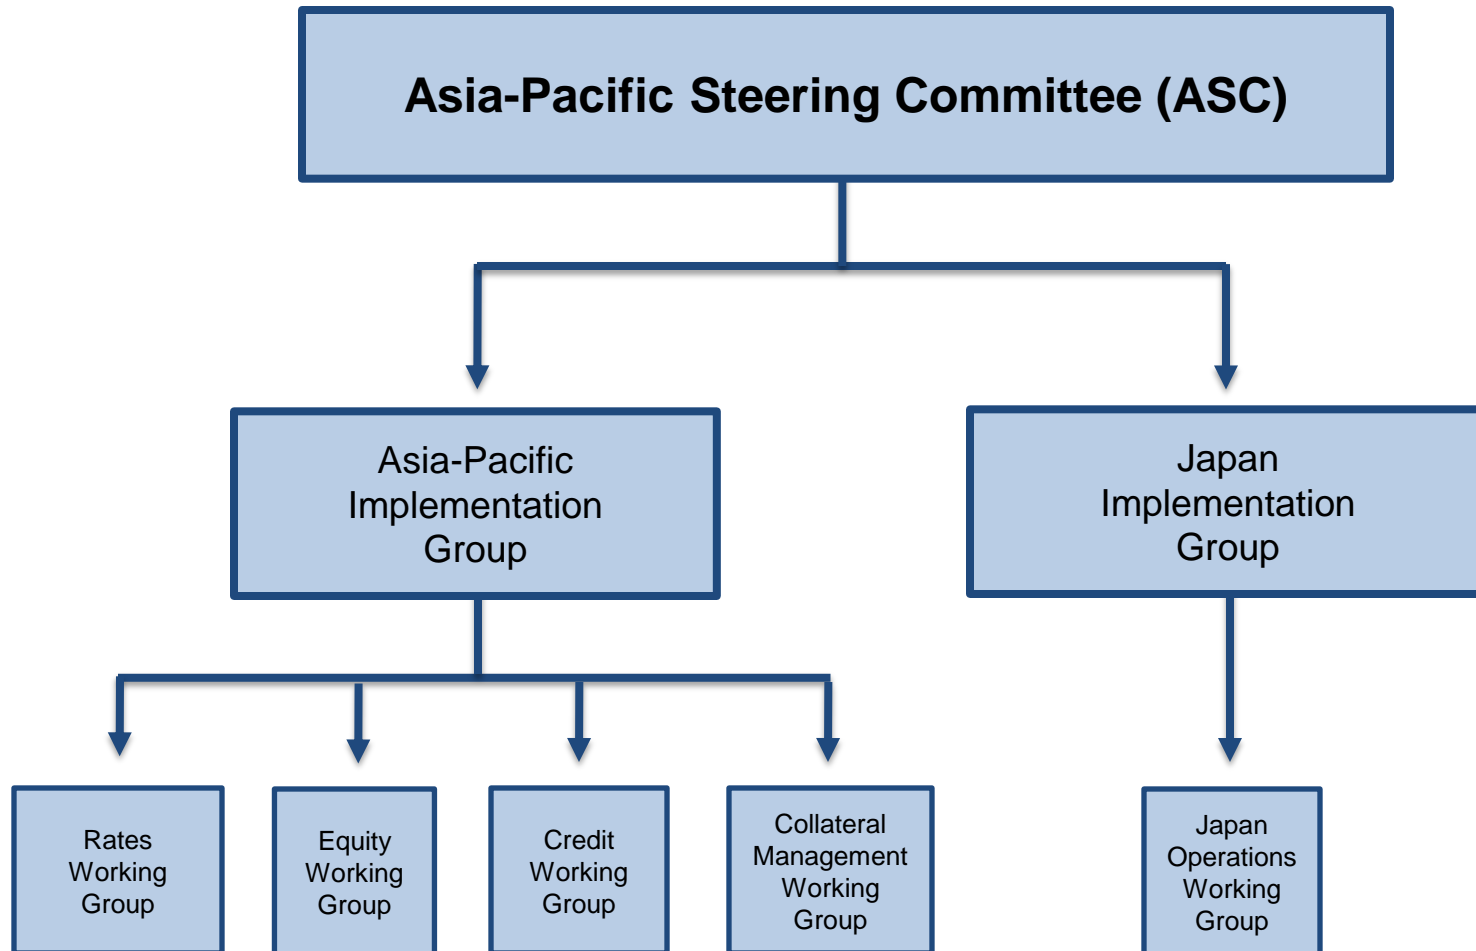 Asia-Pacific Steering Committee (ASC)
Asia-Pacific
Implementation
Group
Japan
Implementation
Group
Rates
Working
Group
Equity
Working
Group
Credit
Working
Group
Collateral
Management
Working
Group
Japan
Operations
Working
Group